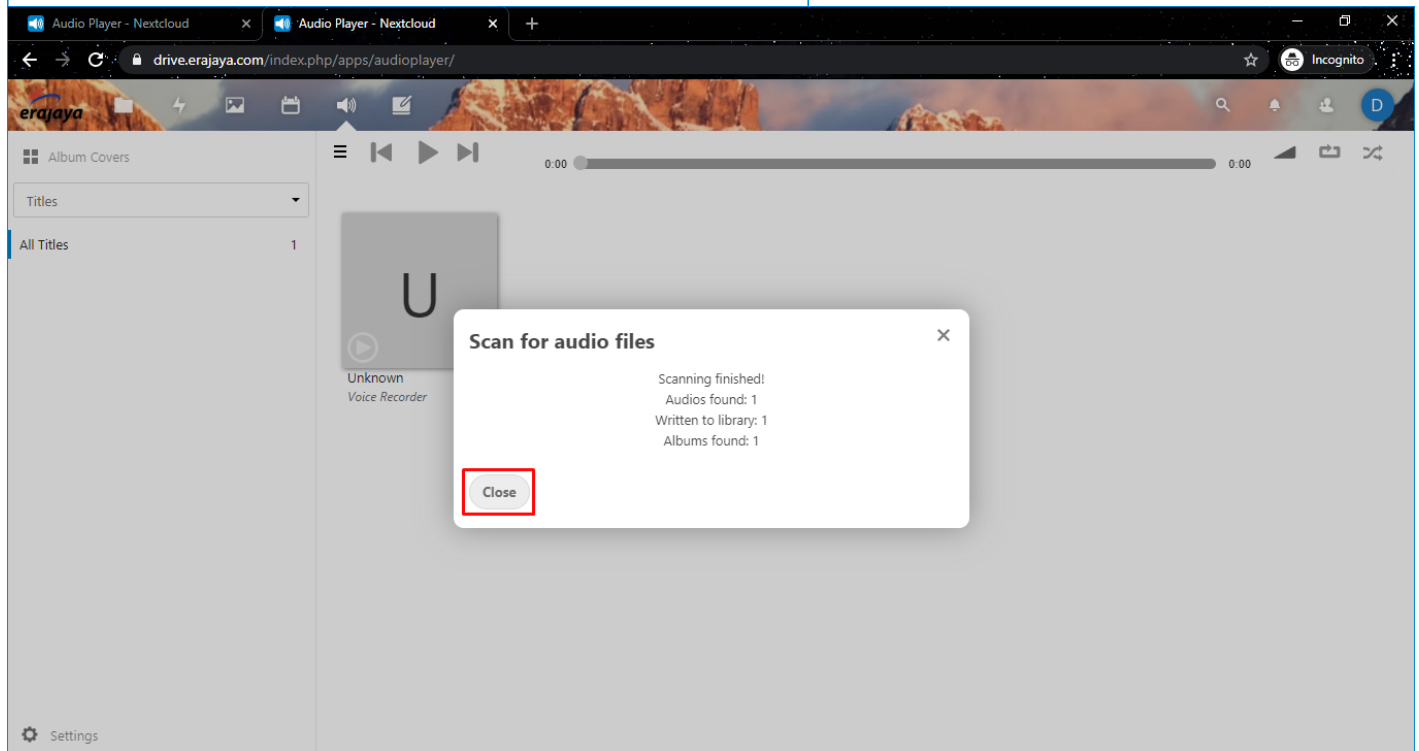 Audio Player - Nextcloud
Audio Player - Nextcloud
drive.erajaya.com/index.php/apps/audioplayer/
Incognito
erajaya
D
Album Covers
0:00
0:00
Titles
All Titles 1
U
Unknown
Voice Recorder
Scan for audio files
Scanning finished!
Audios found: 1
Written to library: 1
Albums found: 1
Close
Settings